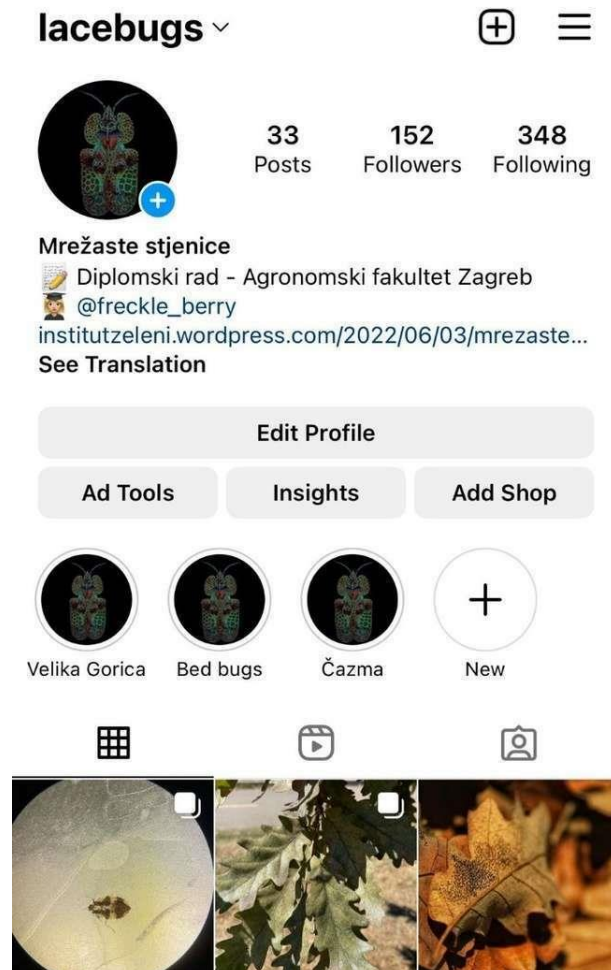 lacebugs
33 152 348
Posts Followers Following
Mrežaste stjenice
Diplomski rad - Agronomski fakultet Zagreb
@freckle_berry
institutzeleni.wordpress.com/2022/06/03/mrezaste...
See Translation
Edit Profile
Ad Tools Insights Add Shop
Velika Gorica Bed bugs Čazma New